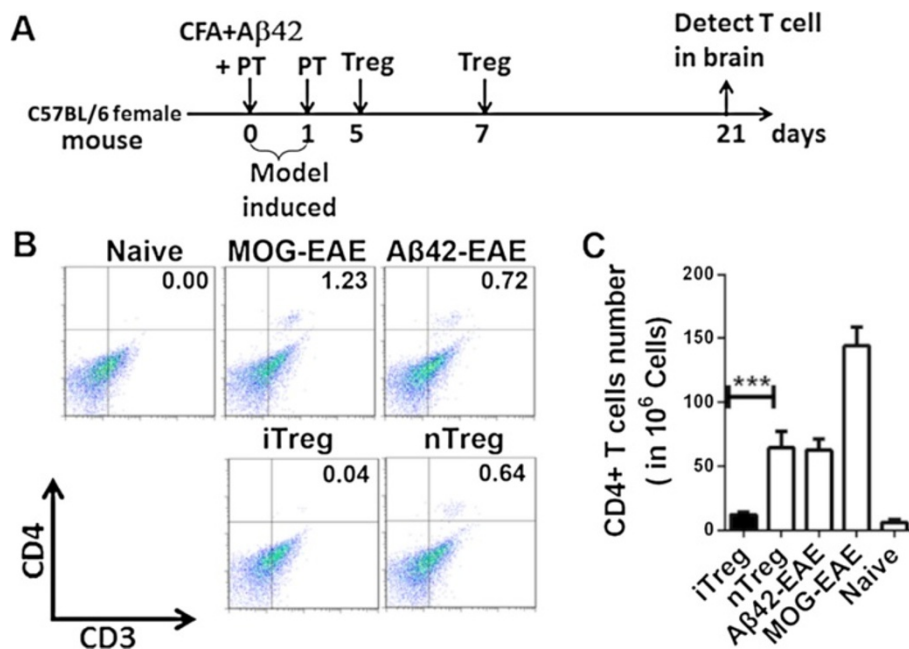 A
CFA+Aβ42
+ PT PT Treg Treg
Detect T cell
in brain
C57BL/6 female
mouse
0 1 5 7 21 days
Model
induced
B
Naive MOG-EAE Aβ42-EAE
0.00 1.23 0.72
iTreg nTreg
0.04 0.64
CD4
CD3
C
CD4+ T cells number
( in 10⁶ Cells)
200
150
100
50
0
***
iTreg
nTreg
Aβ42-EAE
MOG-EAE
Naive